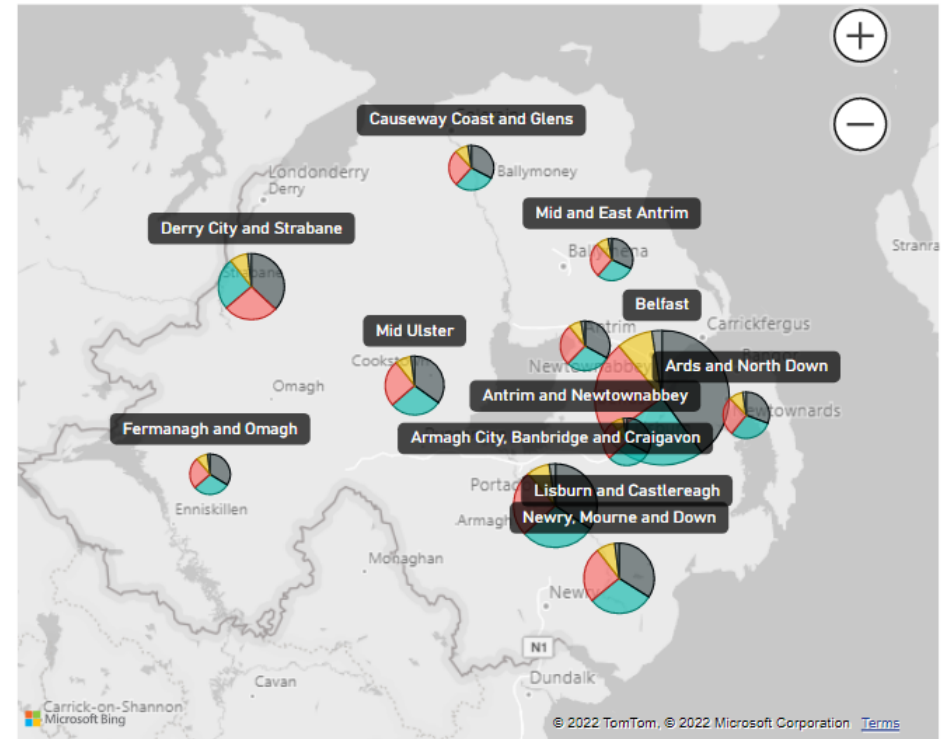 Causeway Coast and Glens
Londonderry
Derry
Ballymoney
Mid and East Antrim
Derry City and Strabane
Stranra
Strabane
Belfast
Mid Ulster
Antrim
Carrickfergus
Ards and North Down
Omagh
Antrim and Newtownabbey
Newtownards
Fermanagh and Omagh
Armagh City, Banbridge and Craigavon
Lisburn and Castlereagh
Enniskillen
Armagh
Newry, Mourne and Down
Monaghan
N1
Cavan
Dundalk
Carrick-on-Shannon
Microsoft Bing
© 2022 TomTom, © 2022 Microsoft Corporation Terms